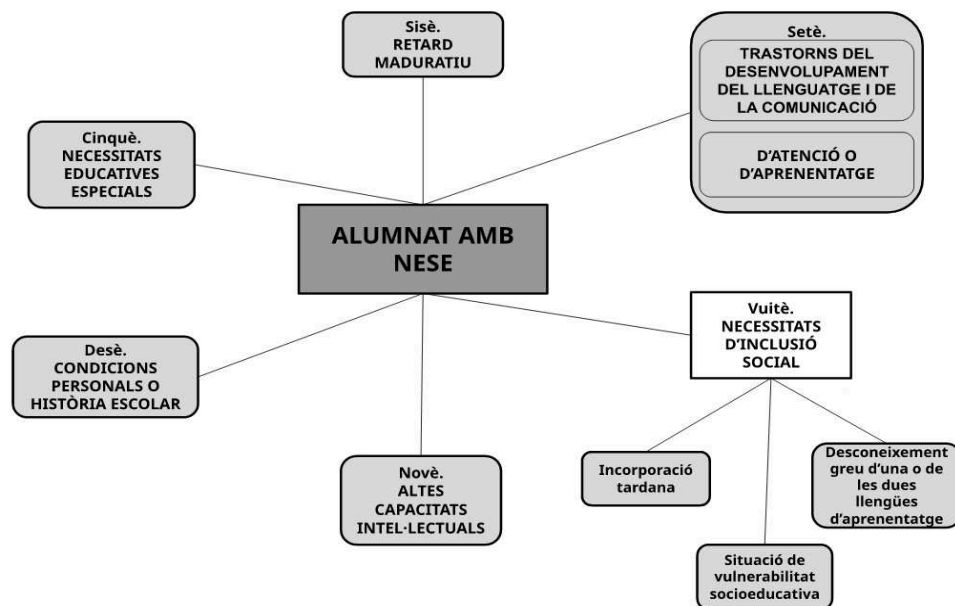 Sisè.
RETARD
MADURATIU
Setè.
TRASTORNS DEL
DESENVOLUPAMENT
DEL LLENGUATGE I DE
LA COMUNICACIÓ
D'ATENCIÓ O
D'APRENENTATGE
Cinquè.
NECESSITATS
EDUCATIVES
ESPECIALS
ALUMNAT AMB
NESE
Vuitè.
NECESSITATS
D'INCLUSIÓ
SOCIAL
Desè.
CONDICIONS
PERSONALS O
HISTÒRIA ESCOLAR
Novè.
ALTES
CAPACITATS
INTEL·LECTUALS
Incorporació
tardana
Desconeixement
greu d'una o de
les dues
llengües
d'aprenentatge
Situació de
vulnerabilitat
socioeducativa